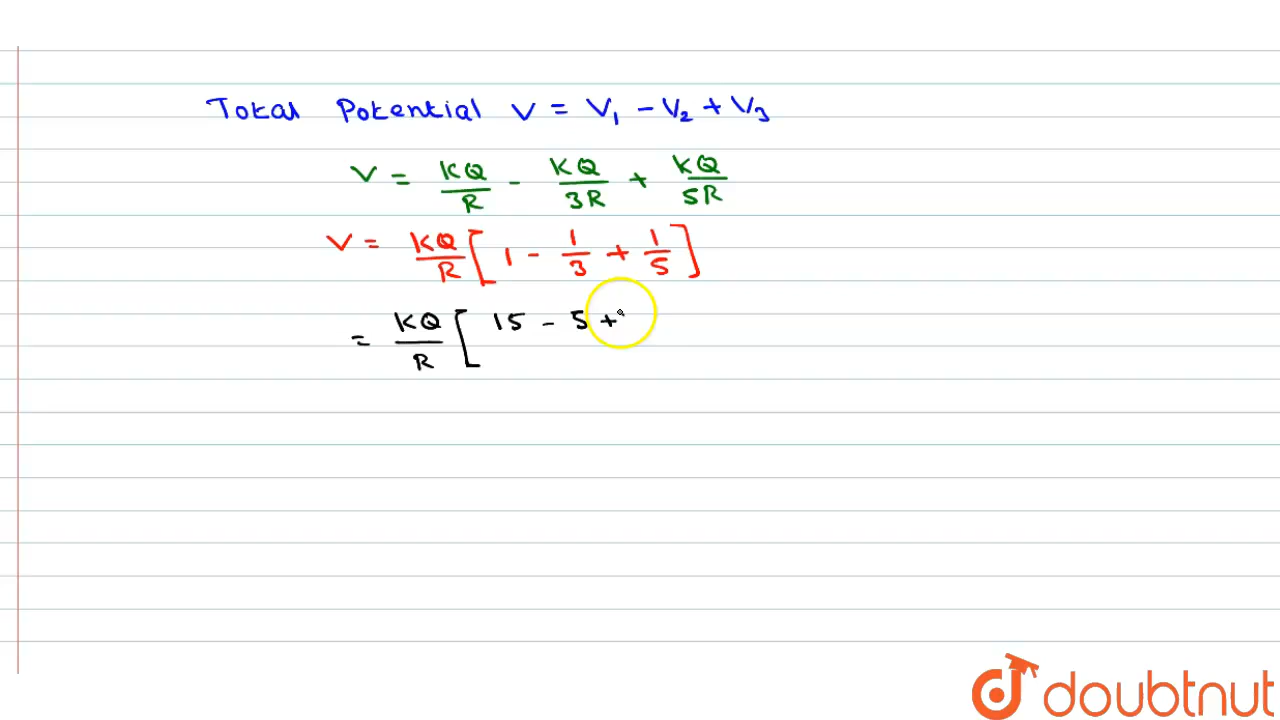 Total Potential V = V₁ - V₂ + V₃
V = KQ/R - KQ/3R + KQ/5R
V = KQ/R [1 - 1/3 + 1/5]
= KQ/R [15 - 5 +
doubtnut